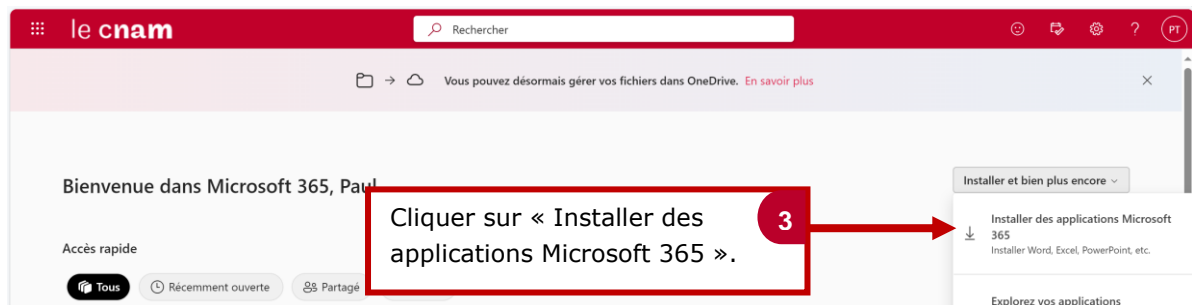 le cnam
Rechercher
PT
Vous pouvez désormais gérer vos fichiers dans OneDrive. En savoir plus
Bienvenue dans Microsoft 365, Paul
Installer et bien plus encore
Cliquer sur « Installer des
applications Microsoft 365 ».
3
Installer des applications Microsoft
365
Installer Word, Excel, PowerPoint, etc.
Accès rapide
Tous
Récemment ouverte
Partagé
Explorez vos applications